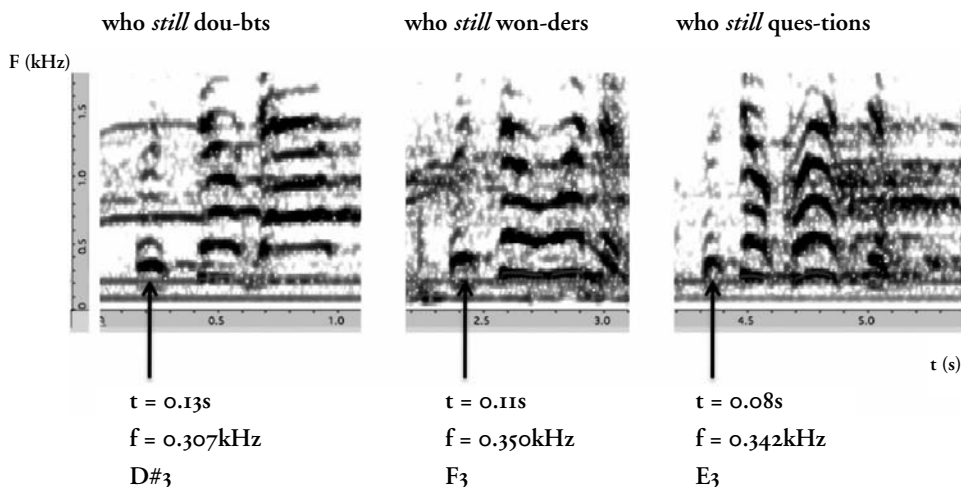 who still dou-bts who still won-ders who still ques-tions
F (kHz)
1.5
1.0
0.5
0
0.5 1.0 2.5 3.0 4.5 5.0
t (s)
t = 0.13s t = 0.11s t = 0.08s
f = 0.307kHz f = 0.350kHz f = 0.342kHz
D#3 F3 E3